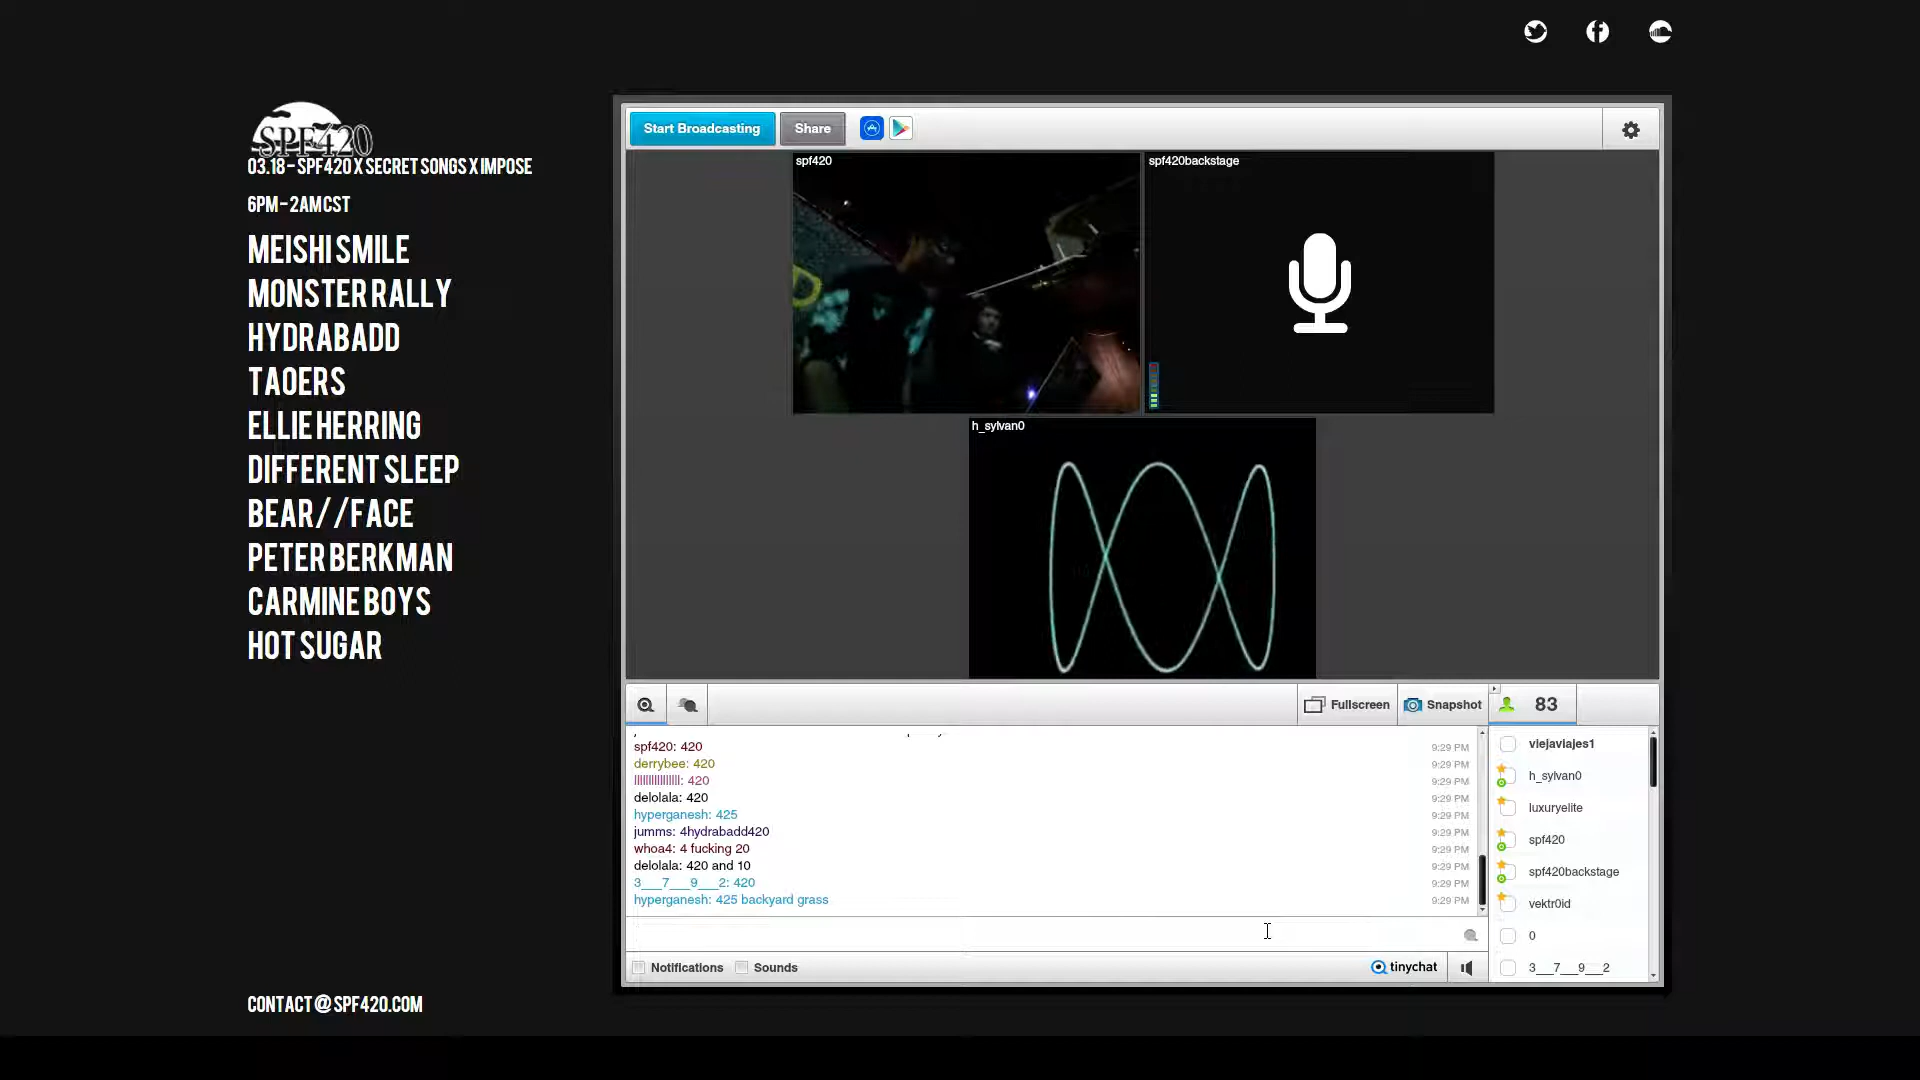 SPF420
03.18 - SPF420 X SECRET SONGS X IMPOSE
6PM - 2AM CST
MEISHI SMILE
MONSTER RALLY
HYDRABADD
TAOERS
ELLIE HERRING
DIFFERENT SLEEP
BEAR//FACE
PETER BERKMAN
CARMINE BOYS
HOT SUGAR
CONTACT@SPF420.COM
Start Broadcasting
Share
spf420
spf420backstage
h_sylvan0
Fullscreen
Snapshot
83
spf420: 420 9:29 PM
derrybee: 420 9:29 PM
420 9:29 PM
delolala: 420 9:29 PM
hyperganesh: 425 9:29 PM
jumms: 4hydrabadd420 9:29 PM
whoa4: 4 fucking 20 9:29 PM
delolala: 420 and 10 9:29 PM
3___7___9___2: 420 9:29 PM
hyperganesh: 425 backyard grass 9:29 PM
Notifications
Sounds
tinychat
viejaviajes1
h_sylvan0
luxuryelite
spf420
spf420backstage
vektr0id
0
3___7___9___2